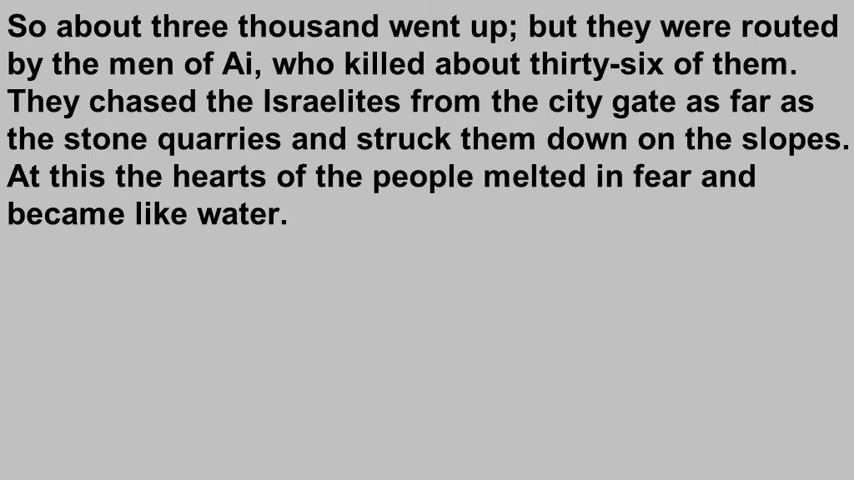 So about three thousand went up; but they were routed
by the men of Ai, who killed about thirty-six of them.
They chased the Israelites from the city gate as far as
the stone quarries and struck them down on the slopes.
At this the hearts of the people melted in fear and
became like water.